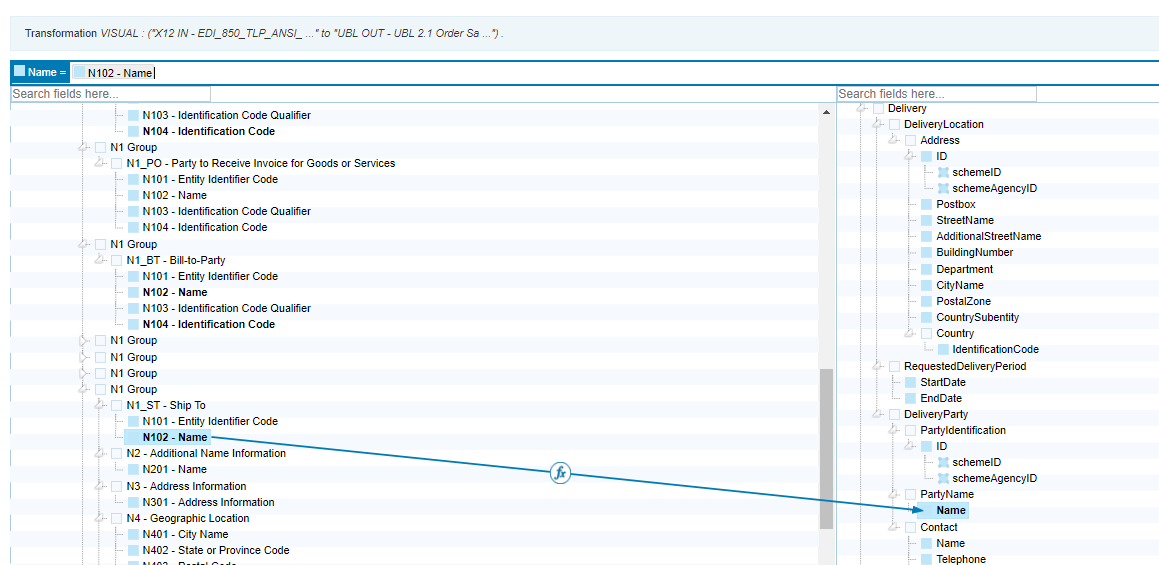 Transformation VISUAL : ("X12 IN - EDI_850_TLP_ANSI_ ..." to "UBL OUT - UBL 2.1 Order Sa ...") .
Name = N102 - Name
Search fields here...
N103 - Identification Code Qualifier
N104 - Identification Code
N1 Group
N1_PO - Party to Receive Invoice for Goods or Services
N101 - Entity Identifier Code
N102 - Name
N103 - Identification Code Qualifier
N104 - Identification Code
N1 Group
N1_BT - Bill-to-Party
N101 - Entity Identifier Code
N102 - Name
N103 - Identification Code Qualifier
N104 - Identification Code
N1 Group
N1 Group
N1 Group
N1 Group
N1_ST - Ship To
N101 - Entity Identifier Code
N102 - Name
N2 - Additional Name Information
N201 - Name
N3 - Address Information
N301 - Address Information
N4 - Geographic Location
N401 - City Name
N402 - State or Province Code
N403 - Postal Code
fx
Search fields here...
Delivery
DeliveryLocation
Address
ID
schemeID
schemeAgencyID
Postbox
StreetName
AdditionalStreetName
BuildingNumber
Department
CityName
PostalZone
CountrySubentity
Country
IdentificationCode
RequestedDeliveryPeriod
StartDate
EndDate
DeliveryParty
PartyIdentification
ID
schemeID
schemeAgencyID
PartyName
Name
Contact
Name
Telephone